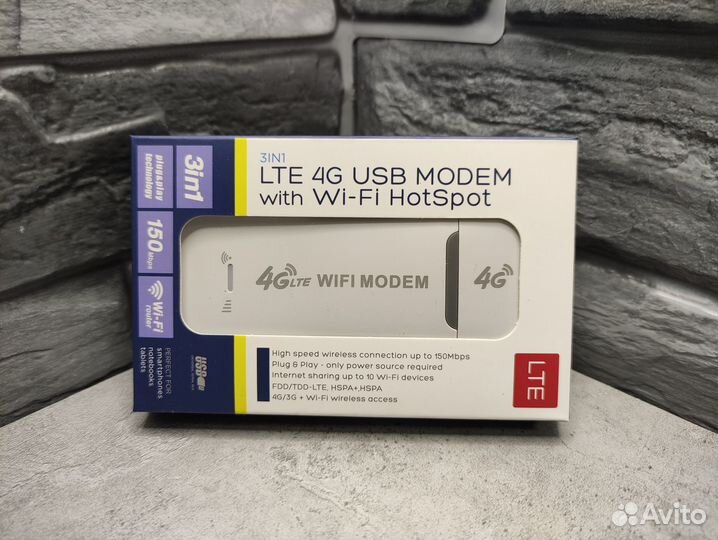 3IN1
LTE 4G USB MODEM
with Wi-Fi HotSpot
3in1
plug&play
technology
150 Mbps
Wi-Fi
router
PERFECT FOR
smartphones
notebooks
tablets
USB
4G LTE WIFI MODEM
4G
High speed wireless connection up to 150Mbps
Plug & Play - only power source required
Internet sharing up to 10 Wi-Fi devices
FDD/TDD-LTE, HSPA+,HSPA
4G/3G + Wi-Fi wireless access
LTE
Avito